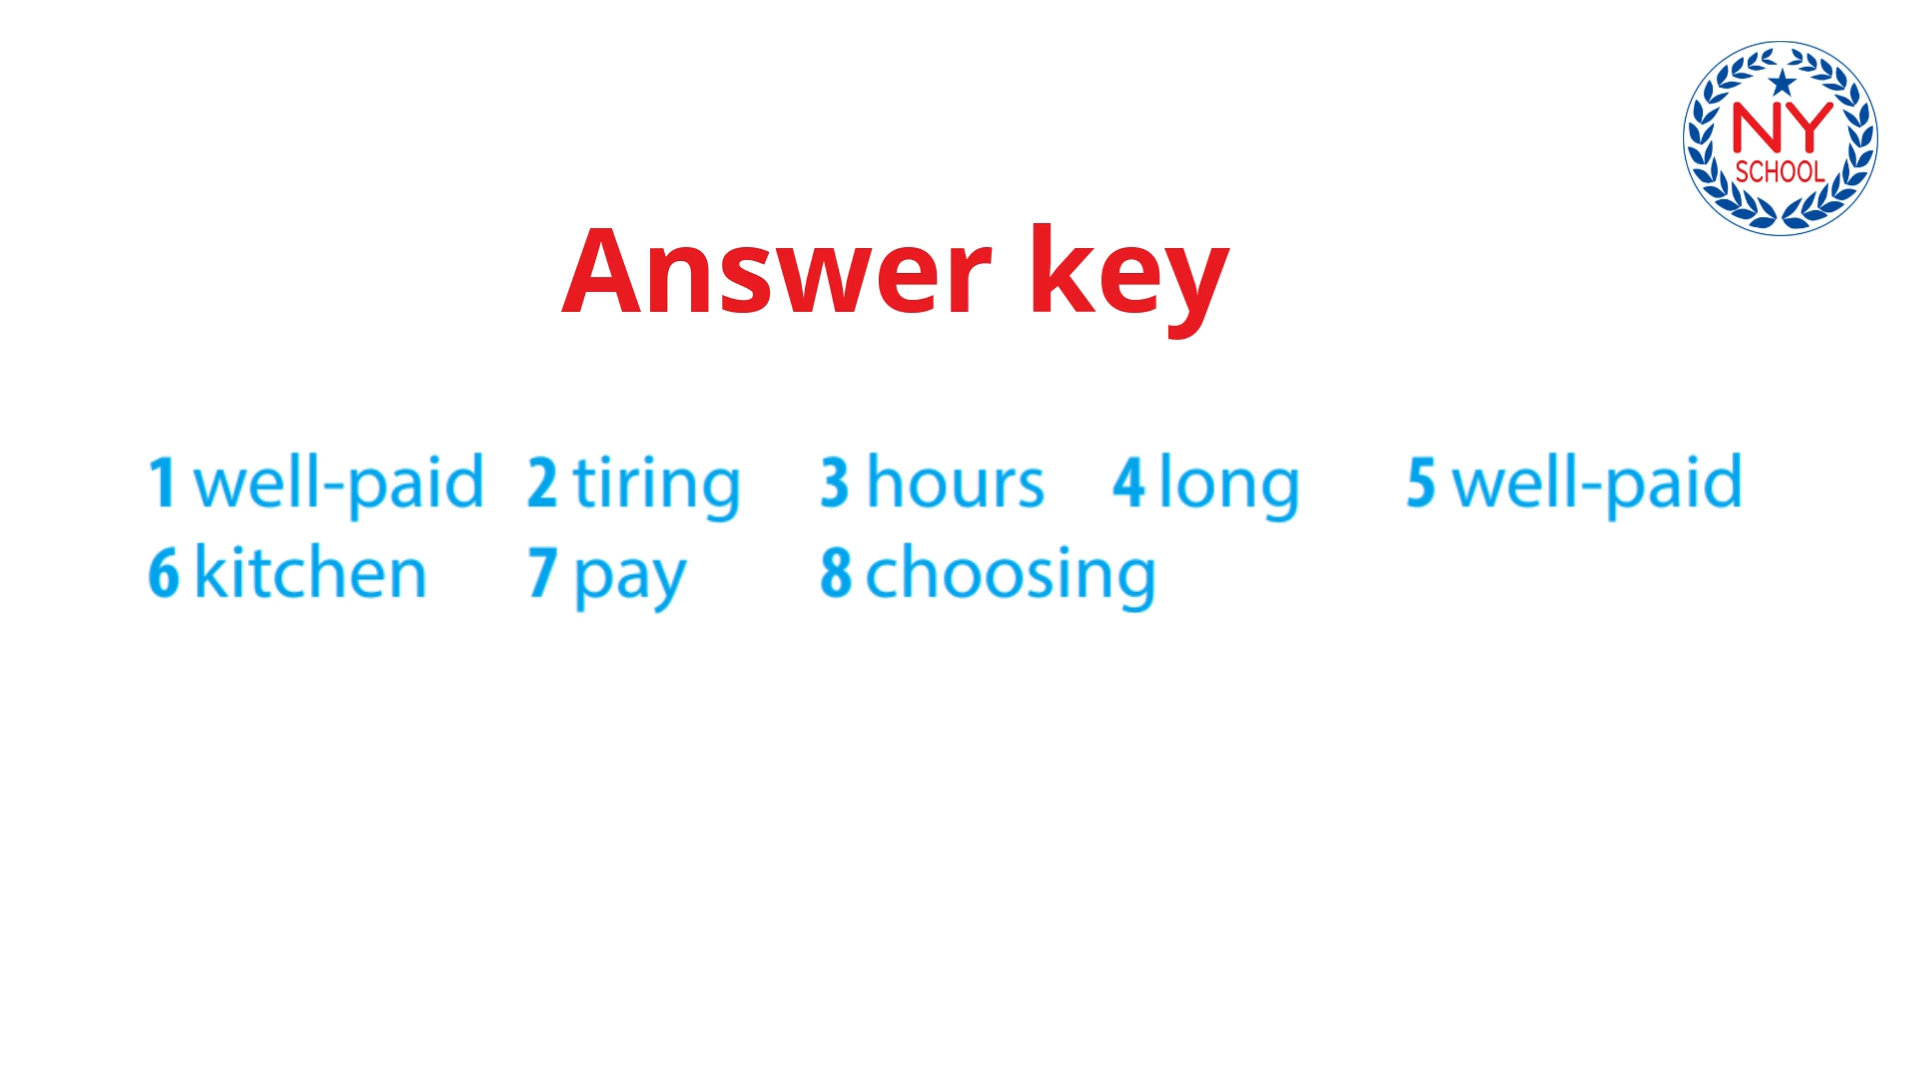 NY
SCHOOL
Answer key
1 well-paid 2 tiring 3 hours 4 long 5 well-paid
6 kitchen 7 pay 8 choosing